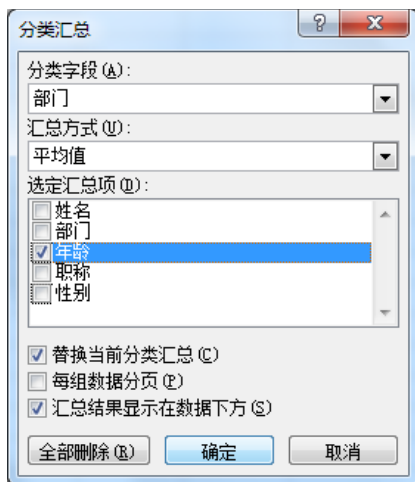 分类汇总
分类字段(A):
部门
汇总方式(U):
平均值
选定汇总项(D):
姓名
部门
年龄
职称
性别
替换当前分类汇总(C)
每组数据分页(P)
汇总结果显示在数据下方(S)
全部删除(R) 确定 取消